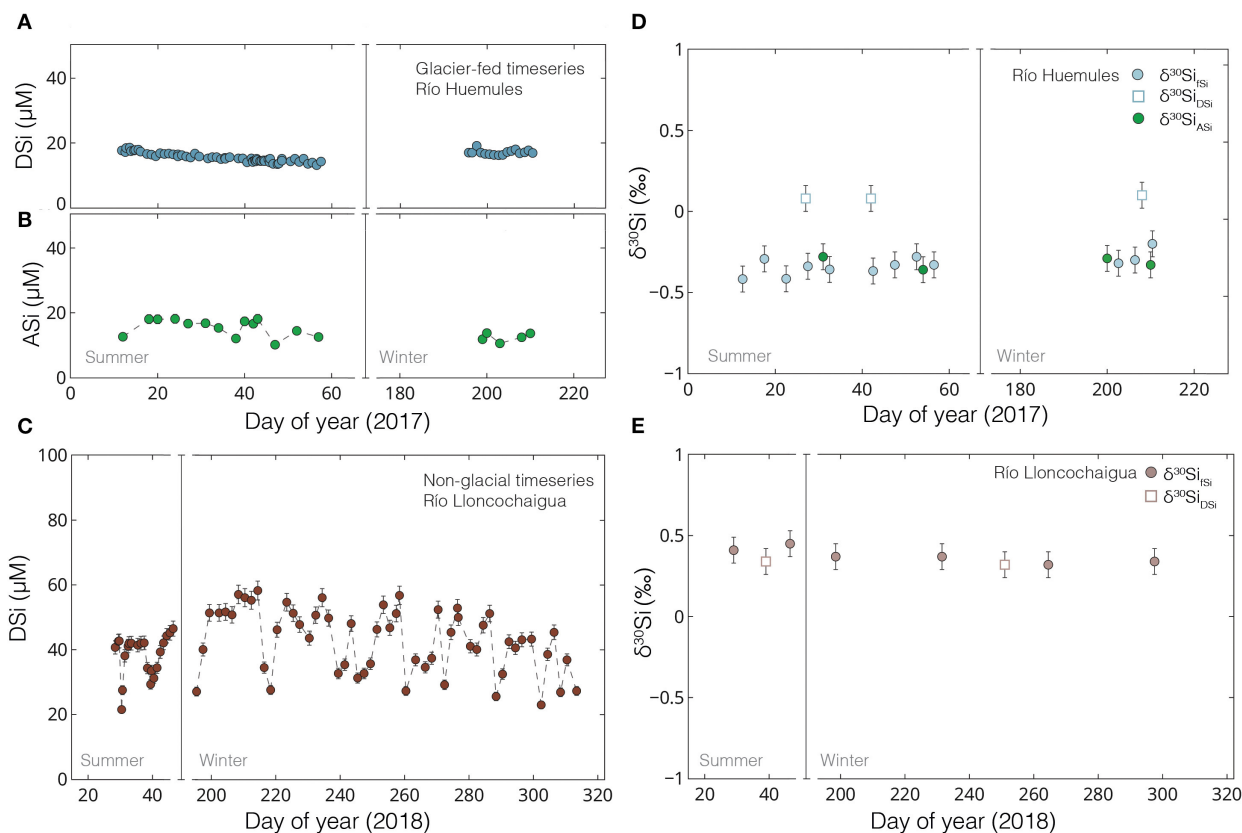 A
DSi (µM)
40
20
0
Glacier-fed timeseries
Río Huemules
B
ASi (µM)
40
20
0
Summer
Winter
0 20 40 60 180 200 220
Day of year (2017)
C
DSi (µM)
100
80
60
40
20
0
Non-glacial timeseries
Río Lloncochaigua
Summer
Winter
20 40 200 220 240 260 280 300 320
Day of year (2018)
D
δ³⁰Si (‰)
1
0.5
0
−0.5
−1
Río Huemules
δ³⁰Si_fSi
δ³⁰Si_DSi
δ³⁰Si_ASi
Summer
Winter
0 20 40 60 180 200 220
Day of year (2017)
E
δ³⁰Si (‰)
1
0.5
0
−0.5
−1
Río Lloncochaigua
δ³⁰Si_fSi
δ³⁰Si_DSi
Summer
Winter
20 40 200 220 240 260 280 300 320
Day of year (2018)